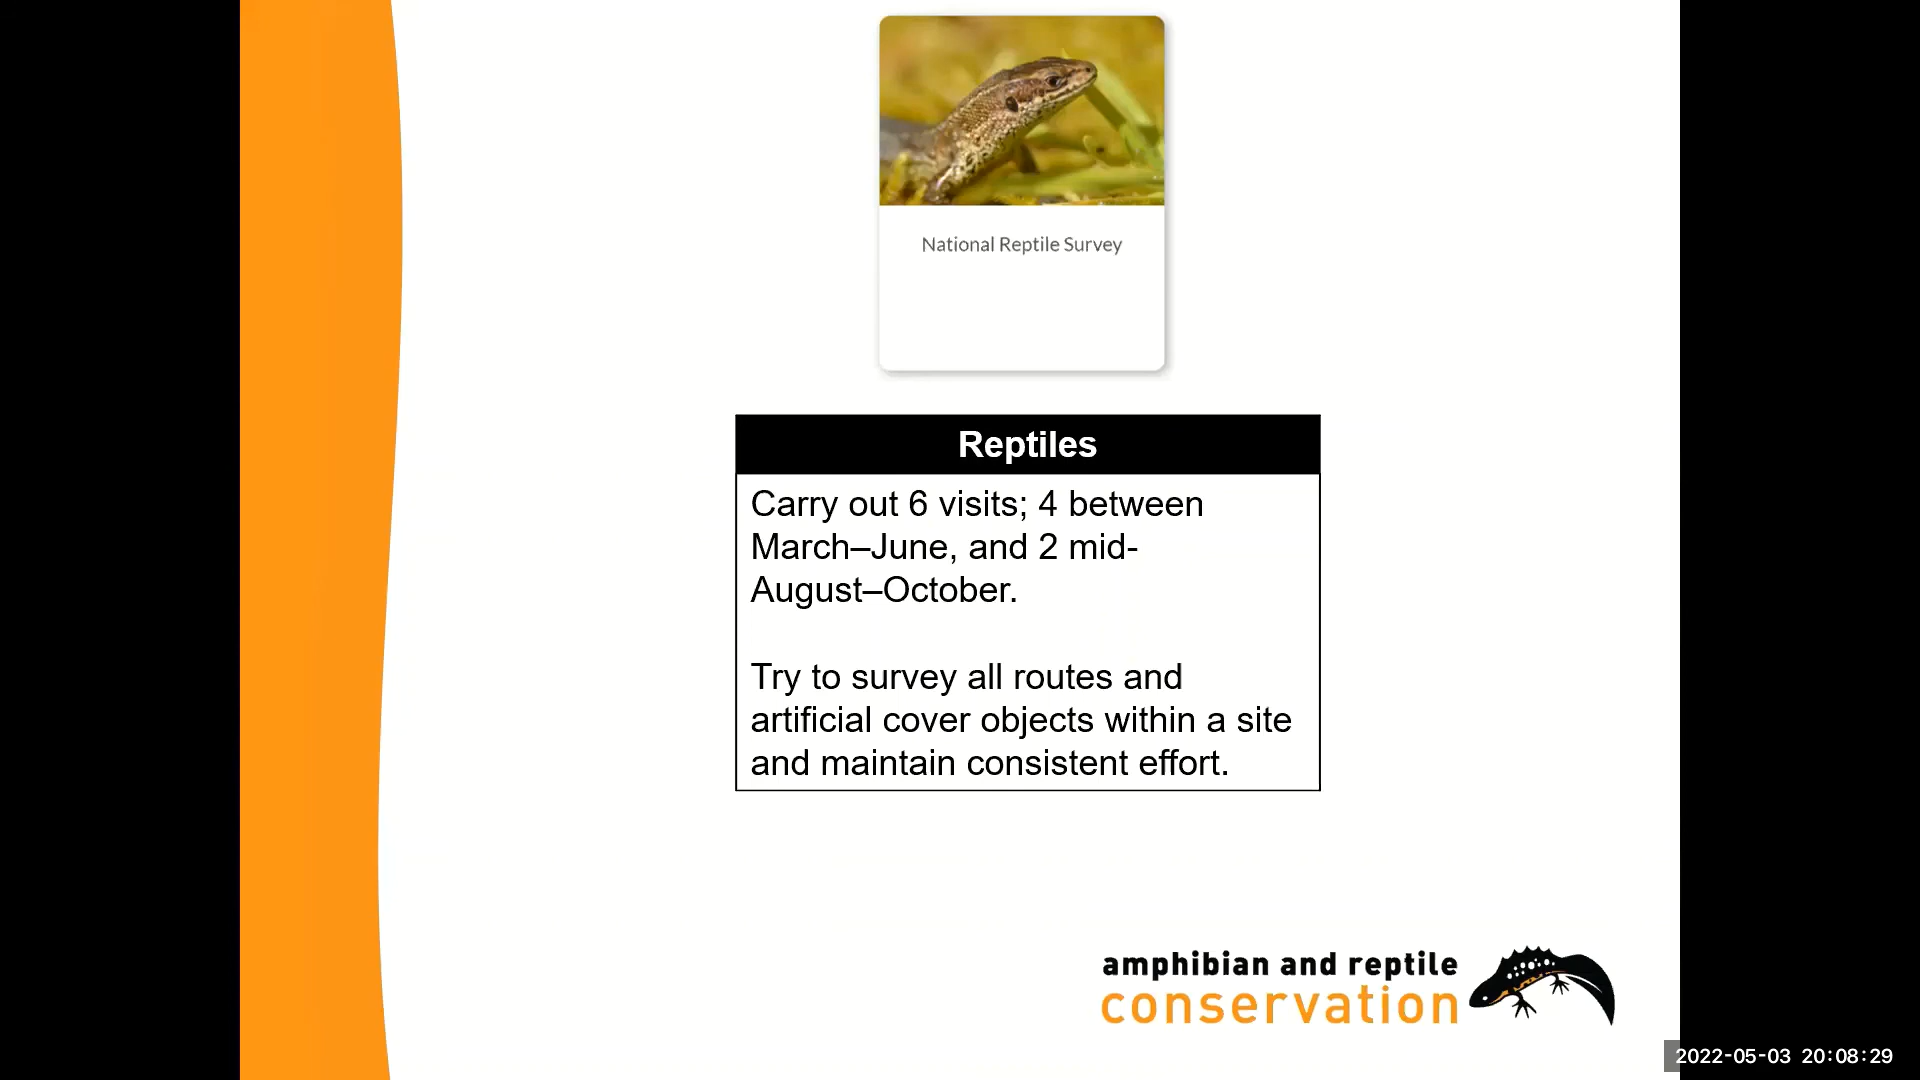 National Reptile Survey
Reptiles
Carry out 6 visits; 4 between
March–June, and 2 mid-
August–October.
Try to survey all routes and
artificial cover objects within a site
and maintain consistent effort.
amphibian and reptile
conservation
2022-05-03 20:08:29